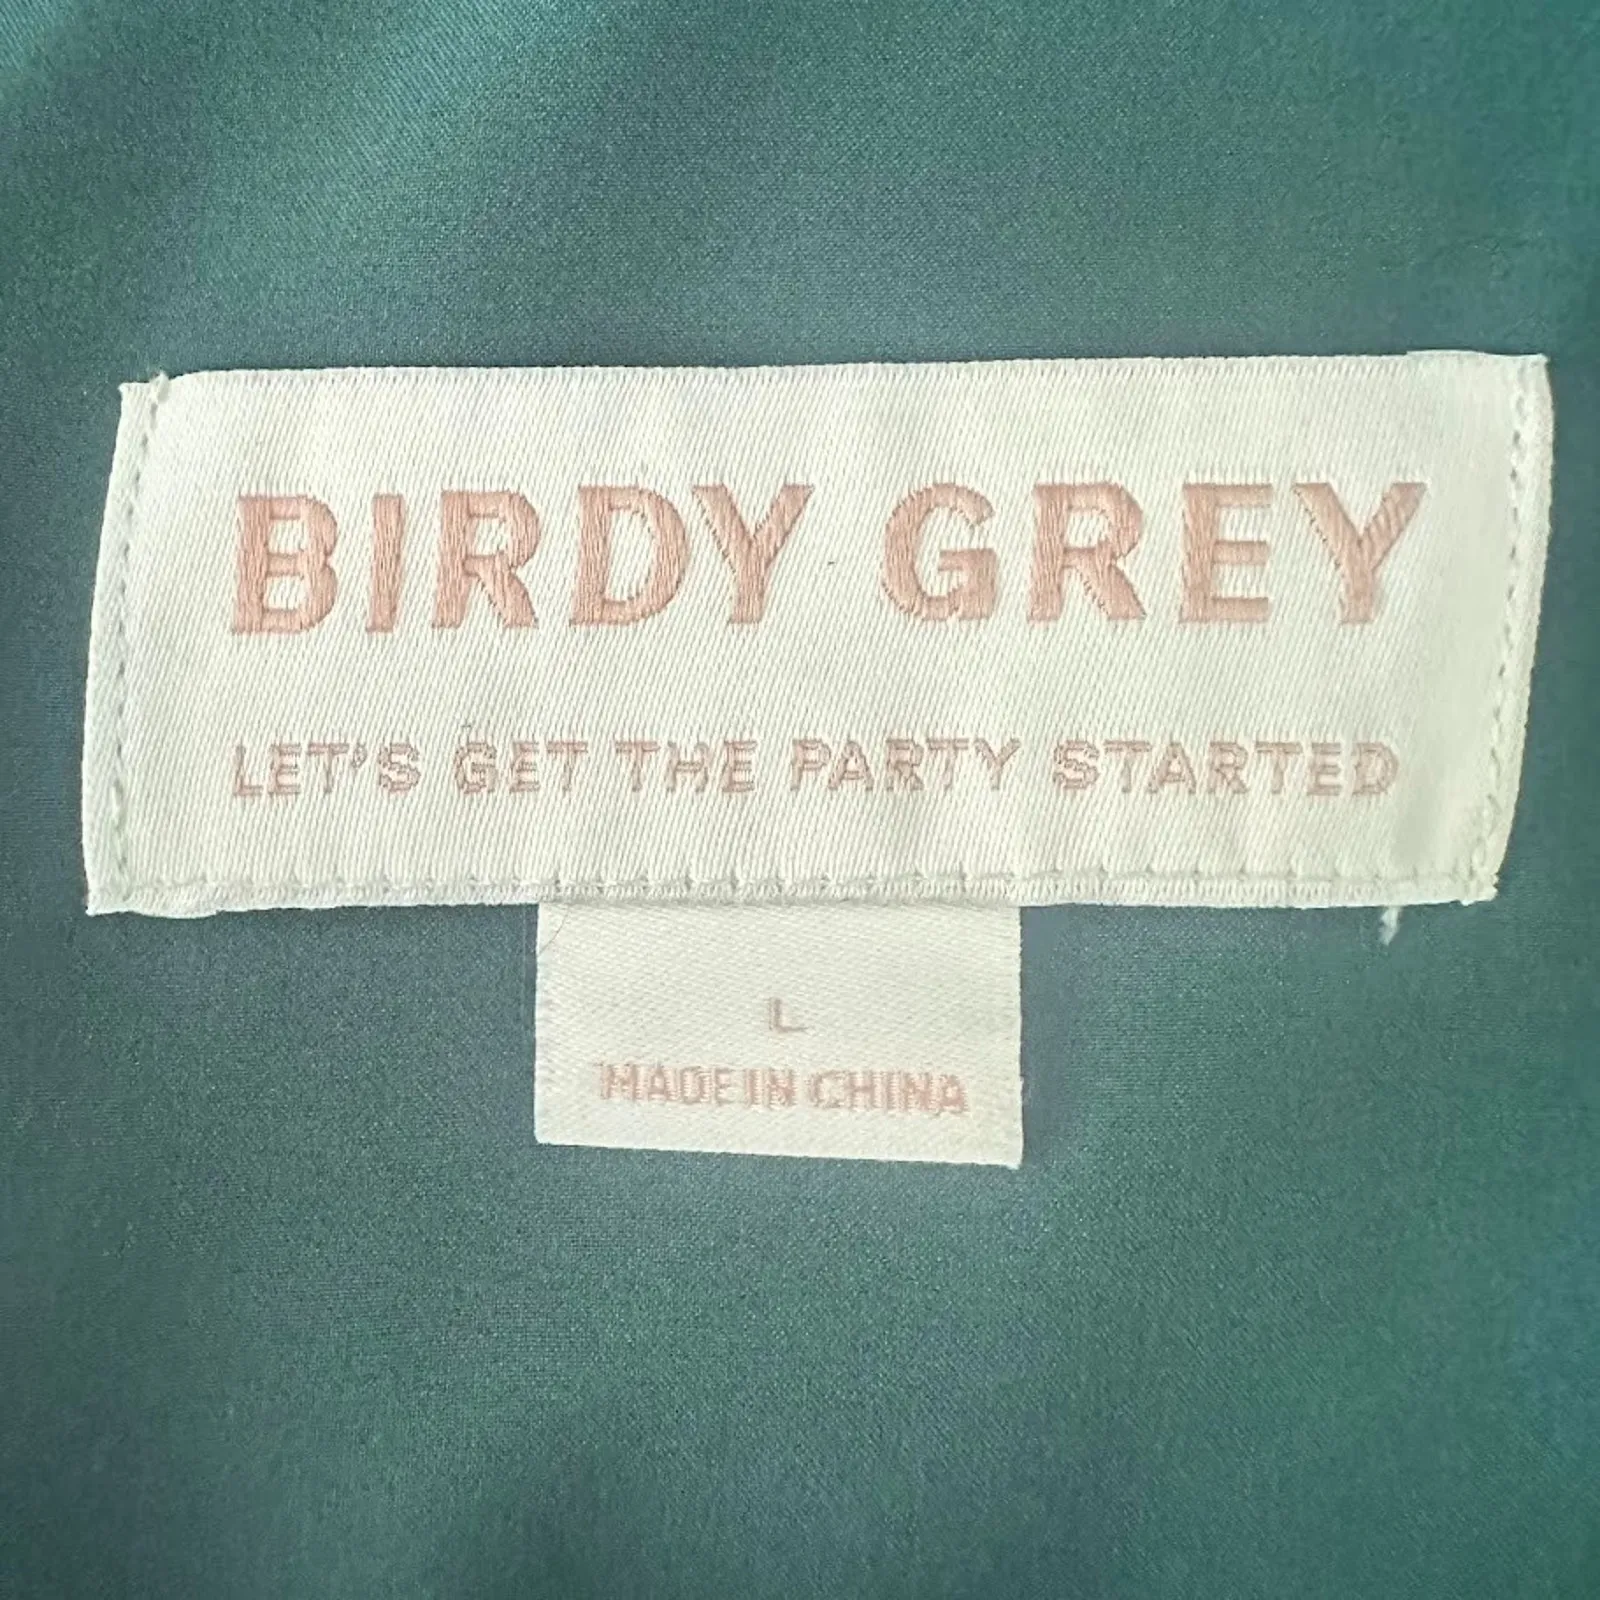 BIRDY GREY
LET'S GET THE PARTY STARTED
L
MADE IN CHINA